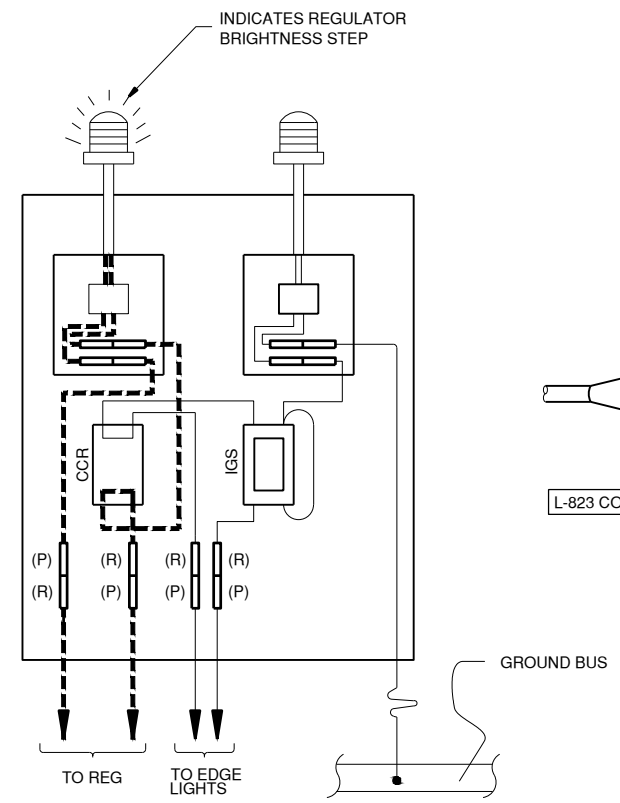 INDICATES REGULATOR
BRIGHTNESS STEP
CCR
IGS
(P) (R) (R) (R)
(R) (P) (P) (P)
L-823 CO
GROUND BUS
TO REG
TO EDGE
LIGHTS